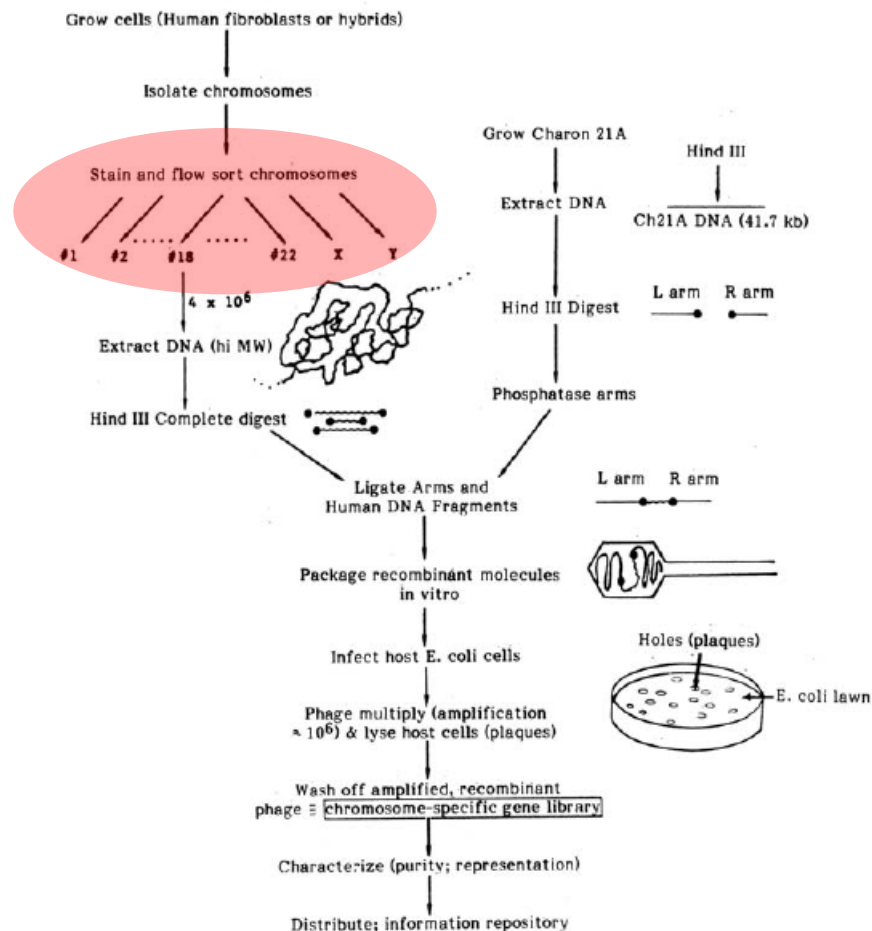 Grow cells (Human fibroblasts or hybrids)
Isolate chromosomes
Stain and flow sort chromosomes
#1 #2 ..... #18 ..... #22 X Y
4 x 10⁶
Extract DNA (hi MW)
Hind III Complete digest
Grow Charon 21A
Extract DNA
Hind III Digest
Phosphatase arms
Hind III
Ch21A DNA (41.7 kb)
L arm R arm
Ligate Arms and
Human DNA Fragments
L arm R arm
Package recombinant molecules
in vitro
Infect host E. coli cells
Holes (plaques)
E. coli lawn
Phage multiply (amplification
≈ 10⁶) & lyse host cells (plaques)
Wash off amplified, recombinant
phage ≡ chromosome-specific gene library
Characterize (purity; representation)
Distribute; information repository